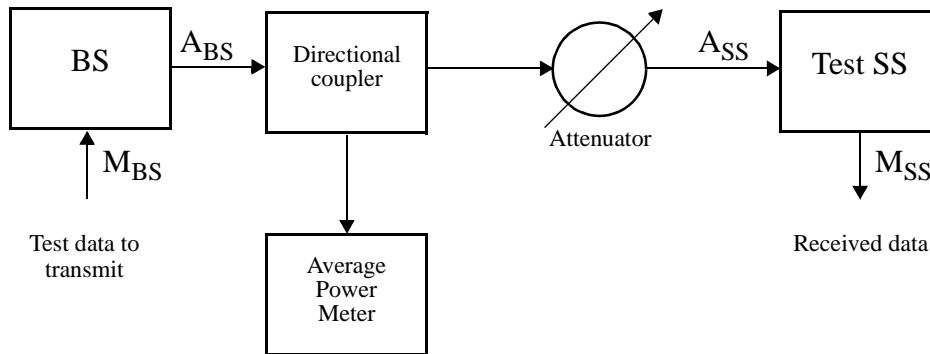 BS
A_BS
Directional
coupler
A_SS
Test SS
Attenuator
M_BS
M_SS
Test data to
transmit
Received data
Average
Power
Meter